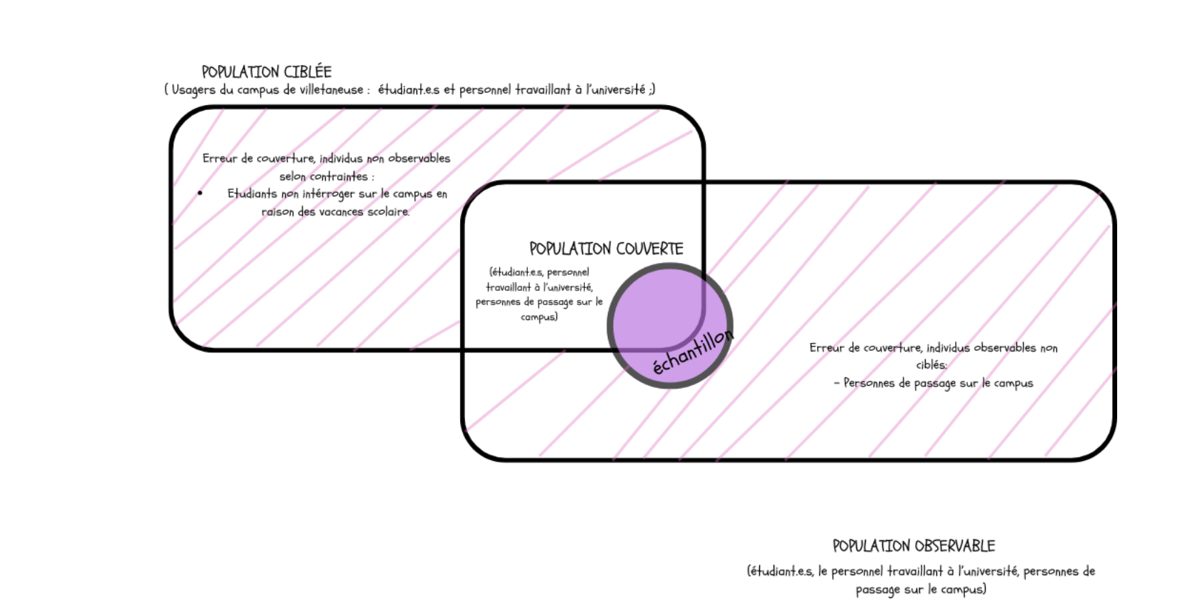 POPULATION CIBLÉE
( Usagers du campus de villetaneuse : étudiant.e.s et personnel travaillant à l'université ;)
Erreur de couverture, individus non observables
selon contraintes :
• Etudiants non intérroger sur le campus en
raison des vacances scolaire.
POPULATION COUVERTE
(étudiant.e.s, personnel
travaillant à l'université,
personnes de passage sur le
campus)
échantillon
Erreur de couverture, individus observables non
ciblés:
- Personnes de passage sur le campus
POPULATION OBSERVABLE
(étudiant.e.s, le personnel travaillant à l'université, personnes de
passage sur le campus)